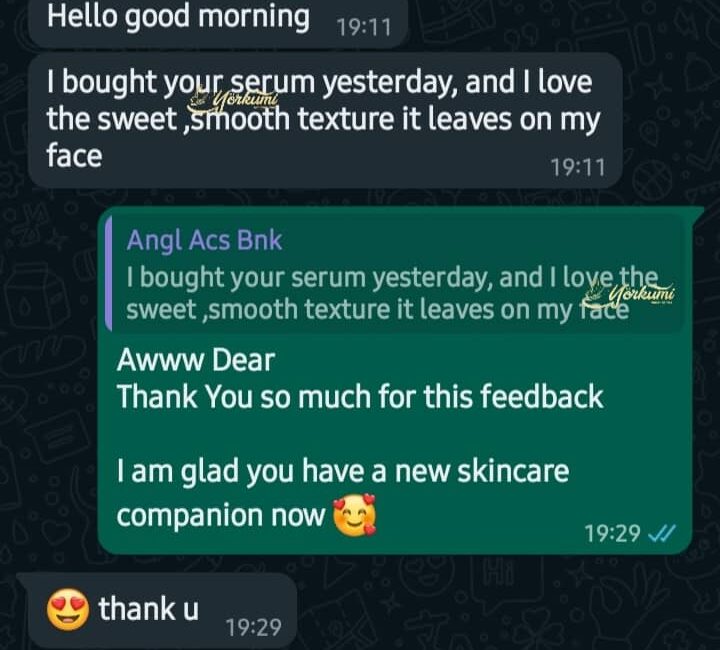 Hello good morning
19:11
I bought your serum yesterday, and I love
the sweet ,smooth texture it leaves on my
face
19:11
Yorkumi
Angl Acs Bnk
I bought your serum yesterday, and I love the
sweet ,smooth texture it leaves on my face
Yorkumi
Awww Dear
Thank You so much for this feedback
I am glad you have a new skincare
companion now 🥰
19:29
😍 thank u
19:29